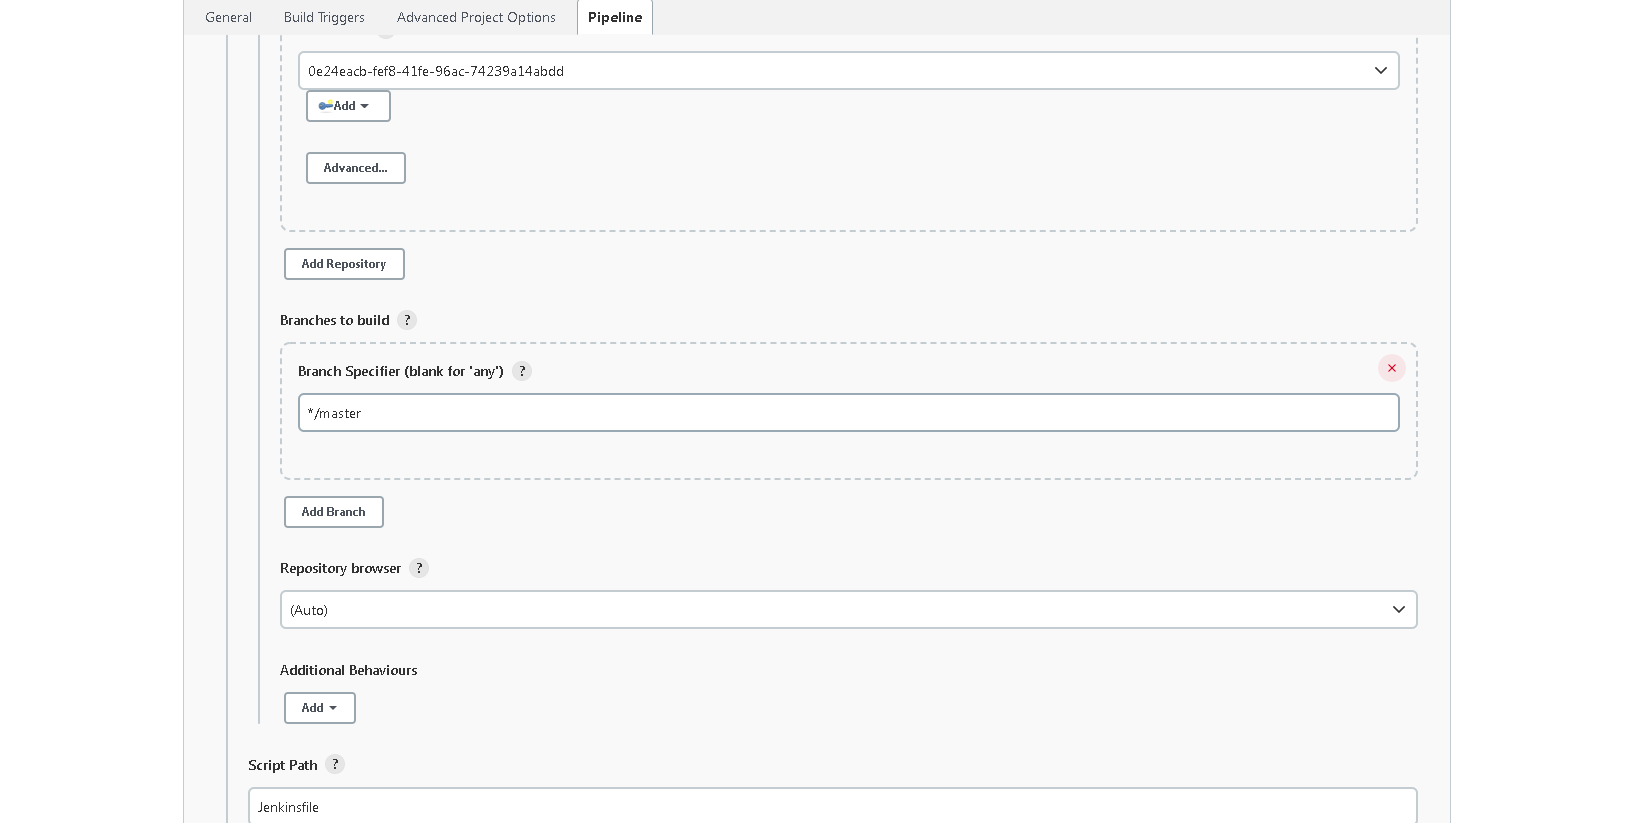 General Build Triggers Advanced Project Options Pipeline
0e24eacb-fef8-41fe-96ac-74239a14abdd
Add
Advanced...
Add Repository
Branches to build ?
Branch Specifier (blank for 'any') ?
*/master
Add Branch
Repository browser ?
(Auto)
Additional Behaviours
Add
Script Path ?
Jenkinsfile